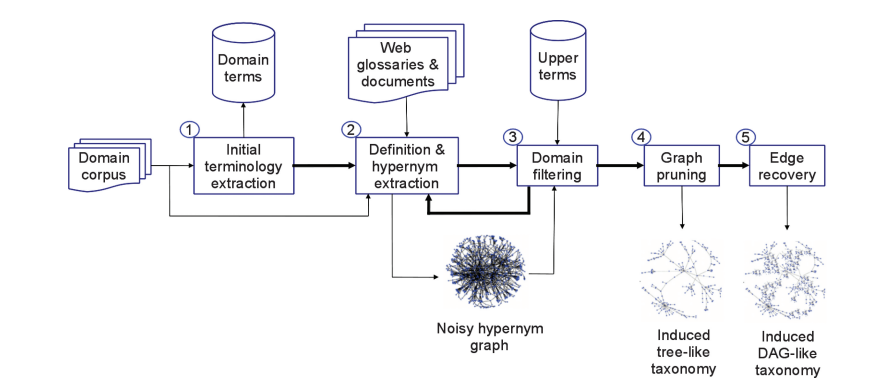 Domain
terms
Web
glossaries &
documents
Upper
terms
1
2
3
4
5
Domain
corpus
Initial
terminology
extraction
Definition &
hypernym
extraction
Domain
filtering
Graph
pruning
Edge
recovery
Noisy hypernym
graph
Induced
tree-like
taxonomy
Induced
DAG-like
taxonomy